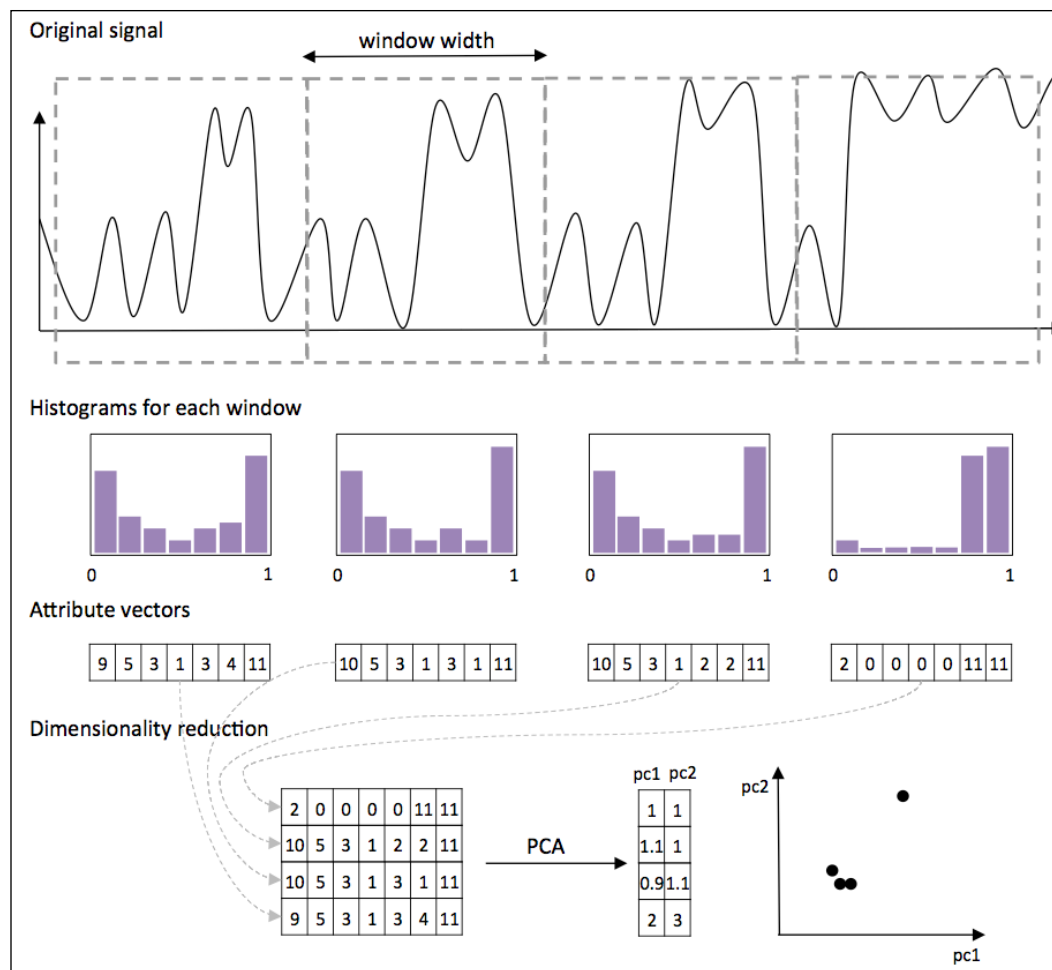 Original signal
window width
Histograms for each window
0 1 0 1 0 1 0 1
Attribute vectors
9 5 3 1 3 4 11 10 5 3 1 3 1 11 10 5 3 1 2 2 11 2 0 0 0 0 11 11
Dimensionality reduction
pc1 pc2
pc2
2 0 0 0 0 11 11
1 1
10 5 3 1 2 2 11
1.1 1
PCA
10 5 3 1 3 1 11
0.9 1.1
9 5 3 1 3 4 11
2 3
pc1